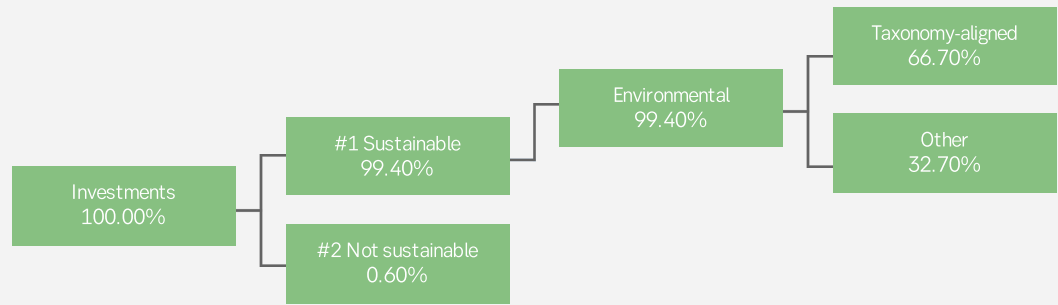 Investments
100.00%
#1 Sustainable
99.40%
#2 Not sustainable
0.60%
Environmental
99.40%
Taxonomy-aligned
66.70%
Other
32.70%